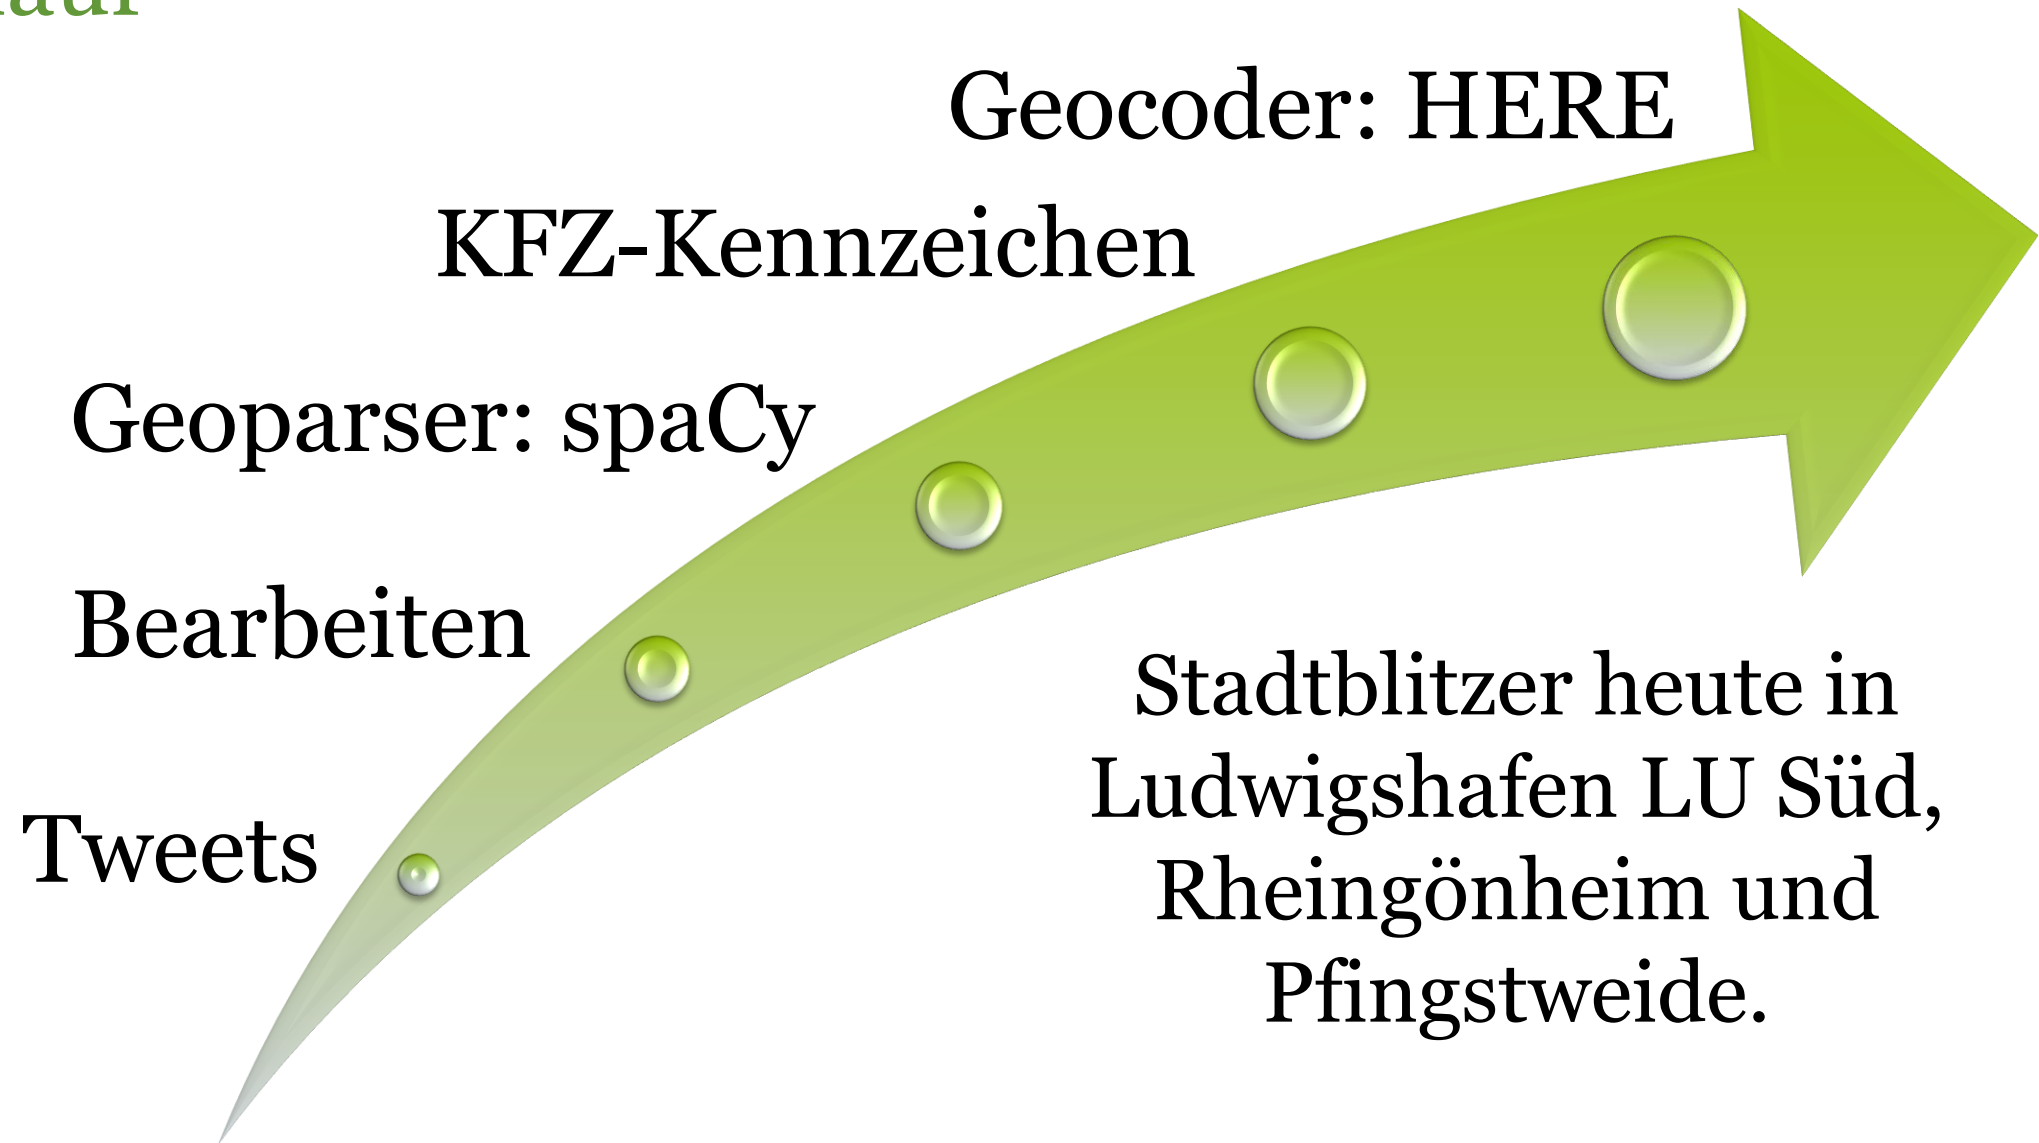 Geocoder: HERE
KFZ-Kennzeichen
Geoparser: spaCy
Bearbeiten
Tweets
Stadtblitzer heute in
Ludwigshafen LU Süd,
Rheingönheim und
Pfingstweide.